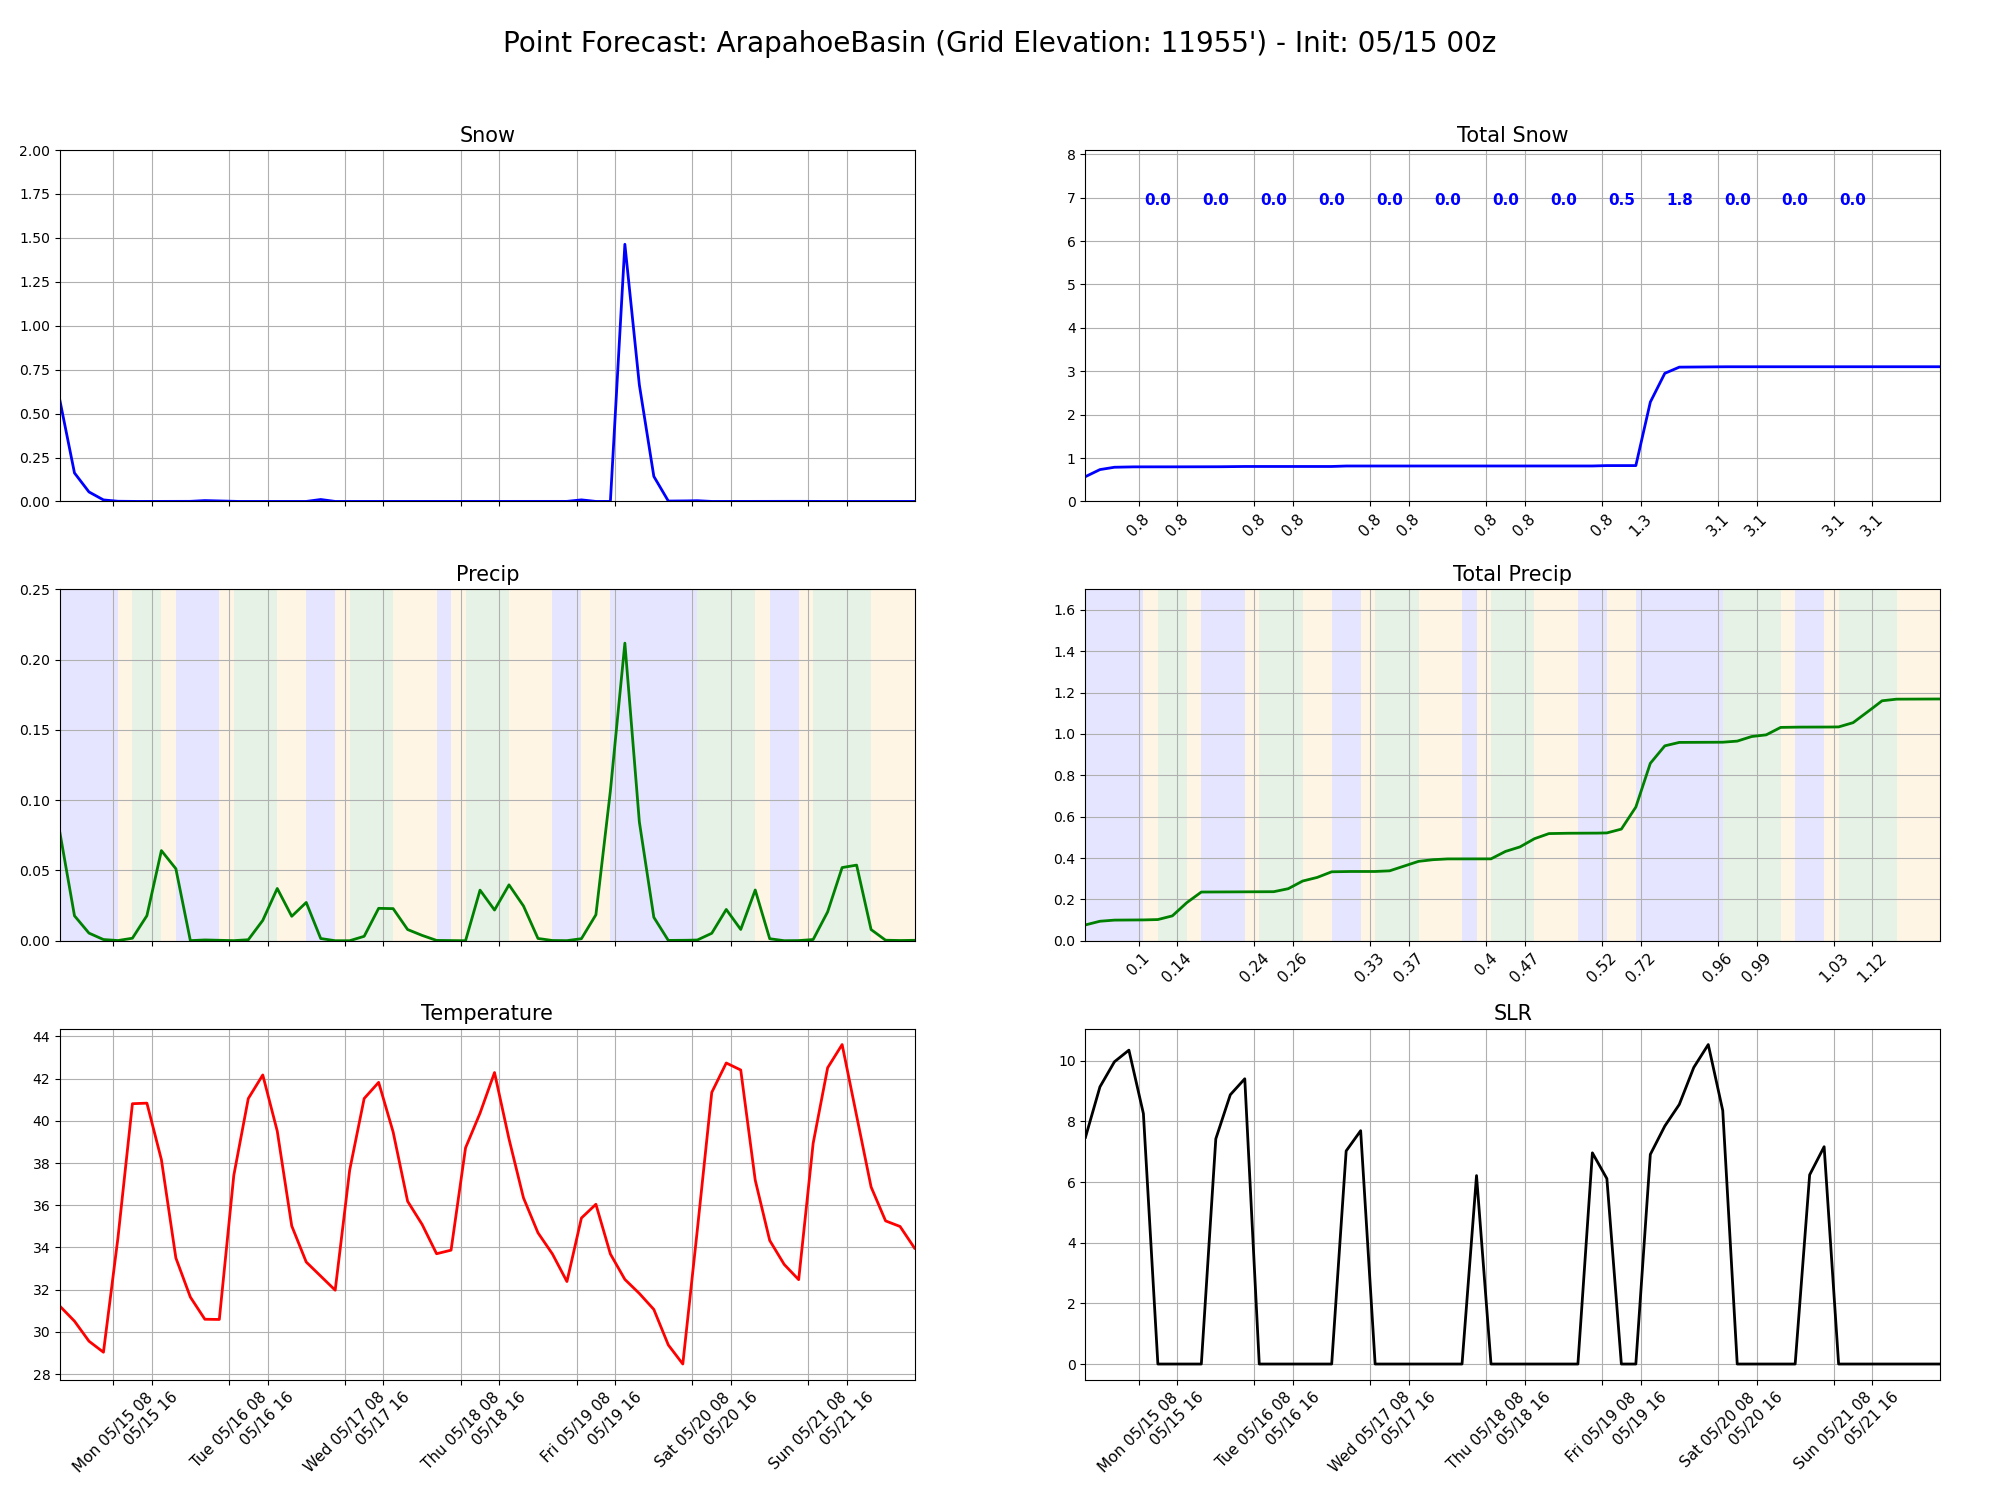 Point Forecast: ArapahoeBasin (Grid Elevation: 11955') - Init: 05/15 00z
Snow
2.00
1.75
1.50
1.25
1.00
0.75
0.50
0.25
0.00
Total Snow
8
7
6
5
4
3
2
1
0
0.0 0.0 0.0 0.0 0.0 0.0 0.0 0.0 0.5 1.8 0.0 0.0 0.0
0.8 0.8 0.8 0.8 0.8 0.8 0.8 0.8 0.8 1.3 3.1 3.1 3.1 3.1
Precip
0.25
0.20
0.15
0.10
0.05
0.00
Total Precip
1.6
1.4
1.2
1.0
0.8
0.6
0.4
0.2
0.0
0.1 0.14 0.24 0.26 0.33 0.37 0.4 0.47 0.52 0.72 0.96 0.99 1.03 1.12
Temperature
44
42
40
38
36
34
32
30
28
Mon 05/15 08
05/15 16
Tue 05/16 08
05/16 16
Wed 05/17 08
05/17 16
Thu 05/18 08
05/18 16
Fri 05/19 08
05/19 16
Sat 05/20 08
05/20 16
Sun 05/21 08
05/21 16
SLR
10
8
6
4
2
0
Mon 05/15 08
05/15 16
Tue 05/16 08
05/16 16
Wed 05/17 08
05/17 16
Thu 05/18 08
05/18 16
Fri 05/19 08
05/19 16
Sat 05/20 08
05/20 16
Sun 05/21 08
05/21 16